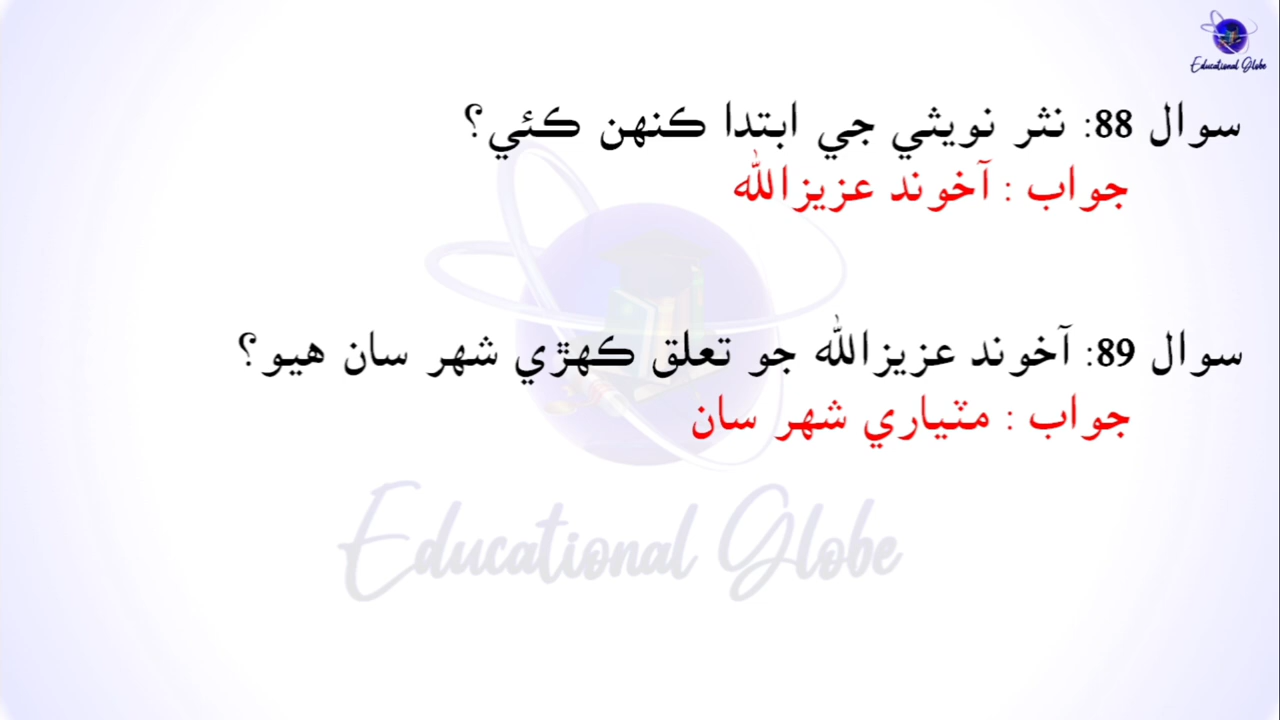 Educational Globe
سوال 88: نثر نويثي جي ابتدا ڪنهن ڪئي؟
جواب : آخوند عزيزالله
سوال 89: آخوند عزيزالله جو تعلق ڪهڙي شهر سان هيو؟
جواب : مٽياري شهر سان
Educational Globe